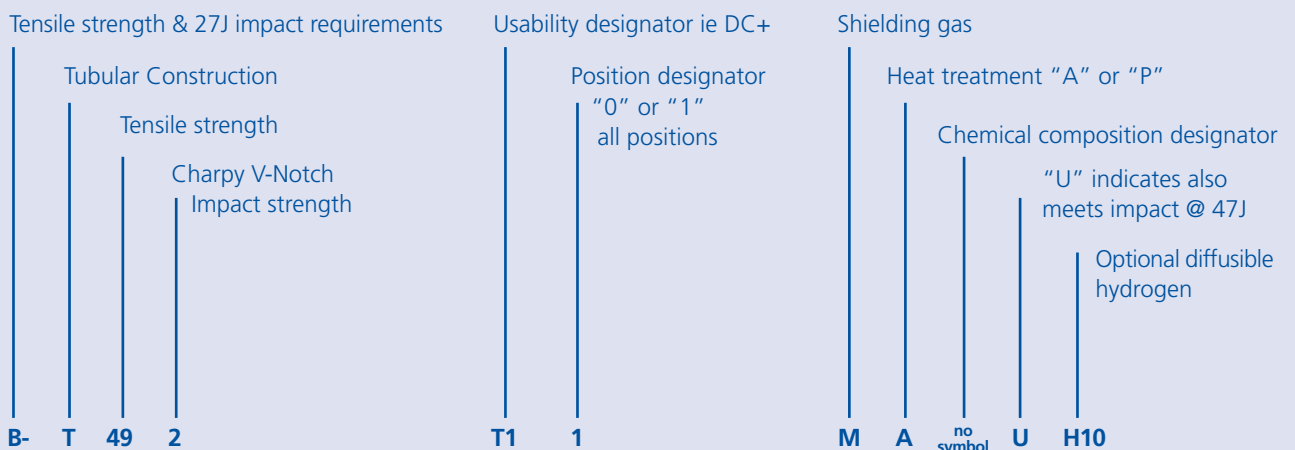 Tensile strength & 27J impact requirements
Usability designator ie DC+
Shielding gas
Tubular Construction
Position designator
"0" or "1"
all positions
Heat treatment "A" or "P"
Tensile strength
Chemical composition designator
Charpy V-Notch
Impact strength
"U" indicates also
meets impact @ 47J
Optional diffusible
hydrogen
B- T 49 2 T1 1 M A no symbol U H10